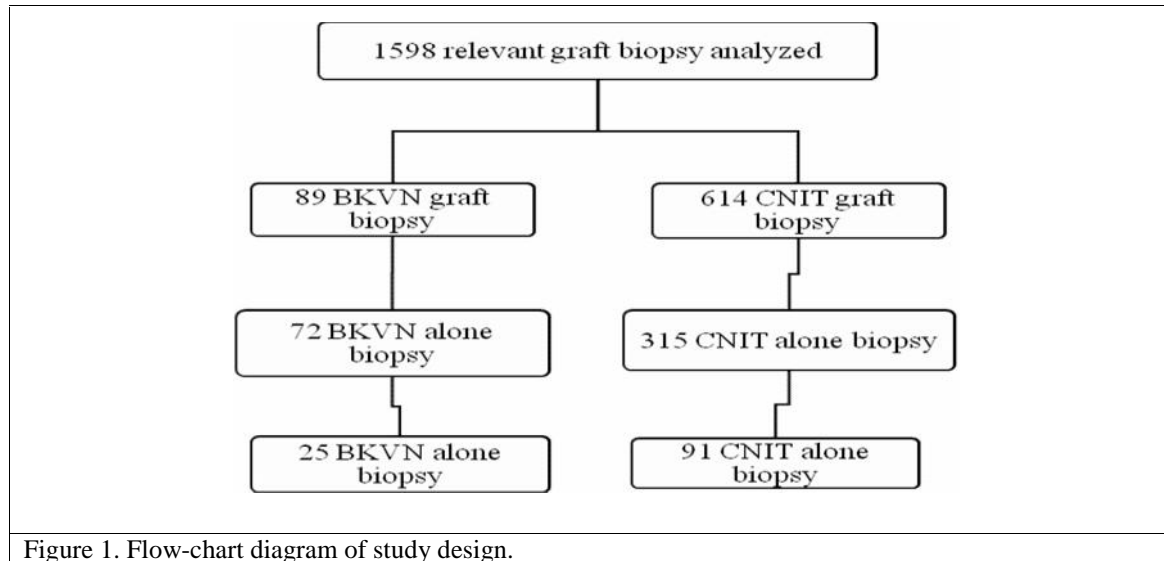 1598 relevant graft biopsy analyzed
89 BKVN graft
biopsy
614 CNIT graft
biopsy
72 BKVN alone
biopsy
315 CNIT alone biopsy
25 BKVN alone
biopsy
91 CNIT alone
biopsy
Figure 1. Flow-chart diagram of study design.